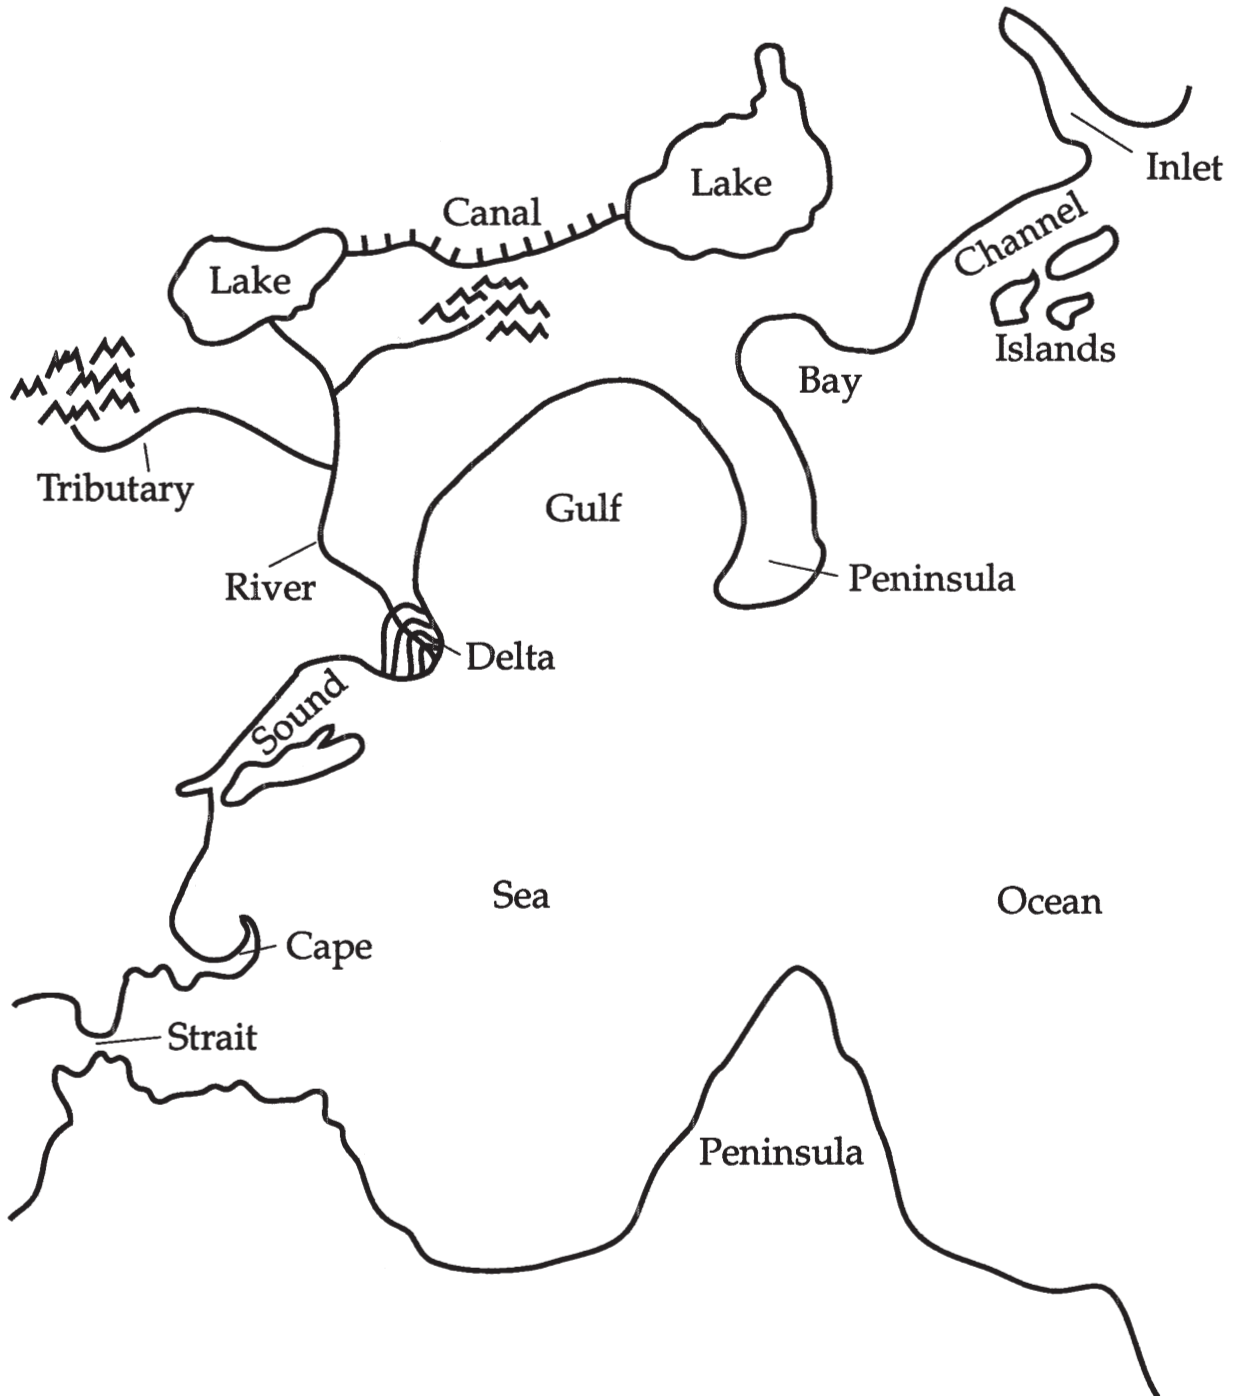 Inlet
Lake
Canal
Channel
Lake
Islands
Bay
Tributary
Gulf
River
Peninsula
Delta
Sound
Sea
Ocean
Cape
Strait
Peninsula